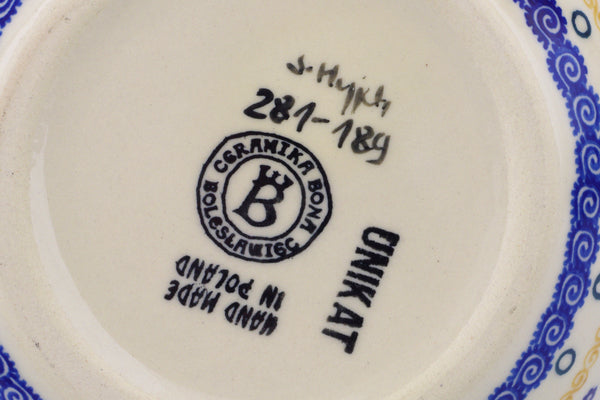 281-189
CERAMIKA BONA
BOLESŁAWIEC
B
UNIKAT
HAND MADE
IN POLAND